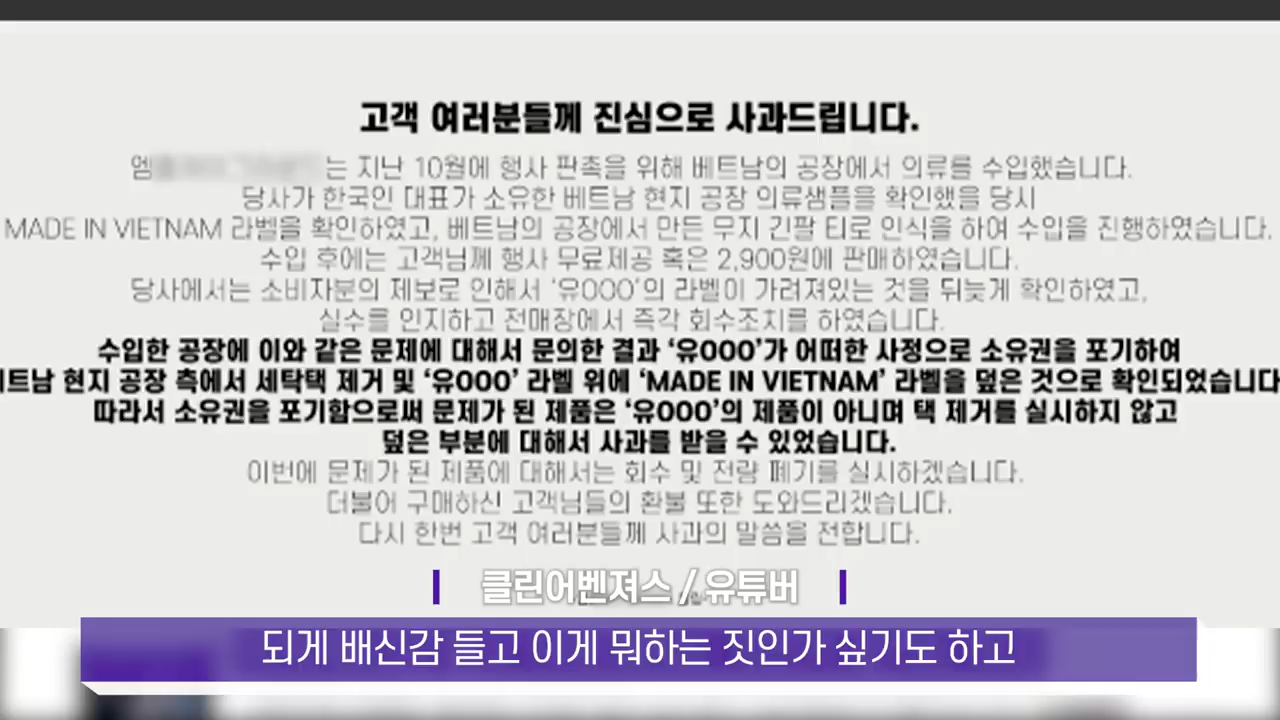 고객 여러분들께 진심으로 사과드립니다.
엠 는 지난 10월에 행사 판촉을 위해 베트남의 공장에서 의류를 수입했습니다.
당사가 한국인 대표가 소유한 베트남 현지 공장 의류샘플을 확인했을 당시
MADE IN VIETNAM 라벨을 확인하였고, 베트남의 공장에서 만든 무지 긴팔 티로 인식을 하여 수입을 진행하였습니다.
수입 후에는 고객님께 행사 무료제공 혹은 2,900원에 판매하였습니다.
당사에서는 소비자분의 제보로 인해서 ‘유OOO’의 라벨이 가려져있는 것을 뒤늦게 확인하였고,
실수를 인지하고 전매장에서 즉각 회수조치를 하였습니다.
수입한 공장에 이와 같은 문제에 대해서 문의한 결과 ‘유OOO’가 어떠한 사정으로 소유권을 포기하여
트남 현지 공장 측에서 세탁택 제거 및 ‘유OOO’ 라벨 위에 ‘MADE IN VIETNAM’ 라벨을 덮은 것으로 확인되었습니다
따라서 소유권을 포기함으로써 문제가 된 제품은 ‘유OOO’의 제품이 아니며 택 제거를 실시하지 않고
덮은 부분에 대해서 사과를 받을 수 있었습니다.
이번에 문제가 된 제품에 대해서는 회수 및 전량 폐기를 실시하겠습니다.
더불어 구매하신 고객님들의 환불 또한 도와드리겠습니다.
다시 한번 고객 여러분들께 사과의 말씀을 전합니다.
클린어벤져스 / 유튜버
되게 배신감 들고 이게 뭐하는 짓인가 싶기도 하고